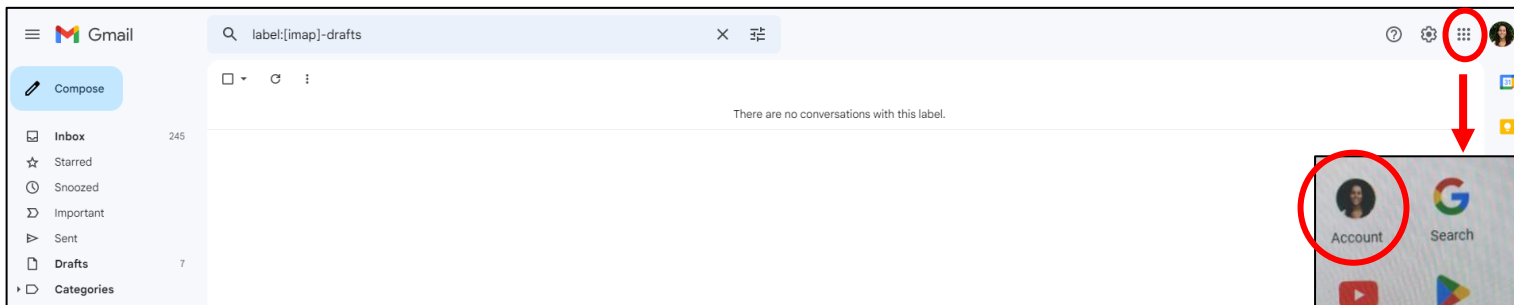 Gmail
label:[imap]-drafts
Compose
There are no conversations with this label.
Inbox 245
Starred
Snoozed
Important
Sent
Drafts 7
Categories
Account
Search